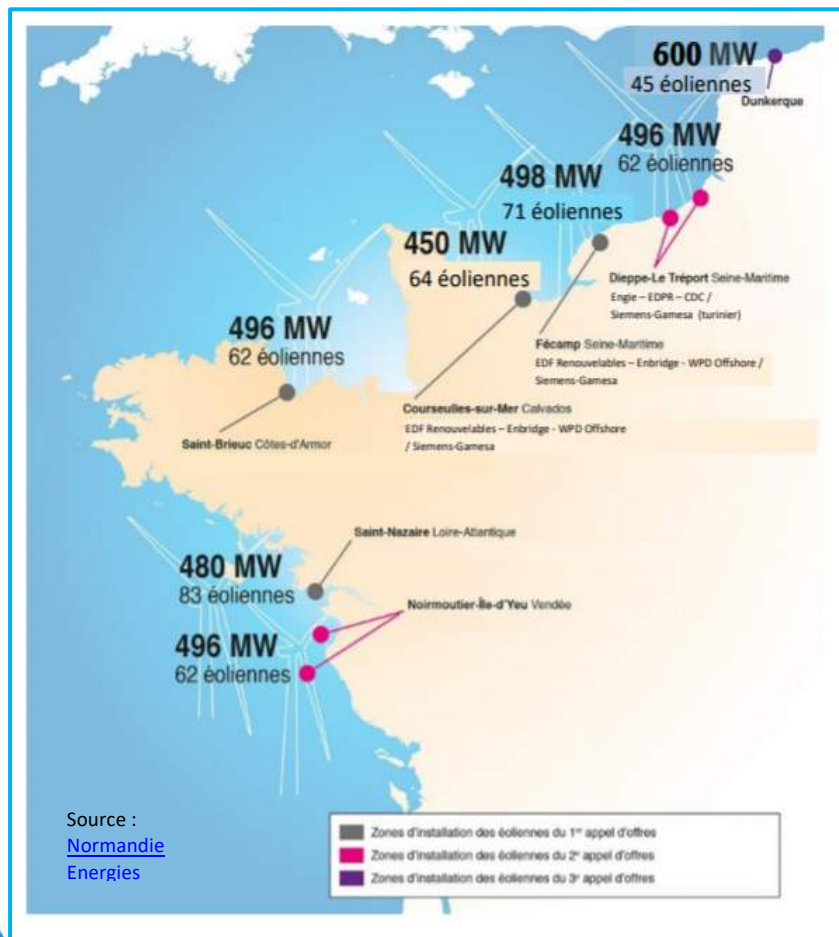 600 MW
45 éoliennes
Dunkerque
496 MW
62 éoliennes
498 MW
71 éoliennes
450 MW
64 éoliennes
Dieppe-Le Tréport Seine-Maritime
Engie – EDPR – CDC /
Siemens-Gamesa (turinier)
496 MW
62 éoliennes
Fécamp Seine-Maritime
EDF Renouvelables – Enbridge - WPD Offshore /
Siemens-Gamesa
Courseulles-sur-Mer Calvados
EDF Renouvelables – Enbridge - WPD Offshore
/ Siemens-Gamesa
Saint-Brieuc Côtes-d'Armor
Saint-Nazaire Loire-Atlantique
480 MW
83 éoliennes
Noirmoutier-Île-d'Yeu Vendée
496 MW
62 éoliennes
Source :
Normandie
Energies
Zones d'installation des éoliennes du 1er appel d'offres
Zones d'installation des éoliennes du 2e appel d'offres
Zones d'installation des éoliennes du 3e appel d'offres